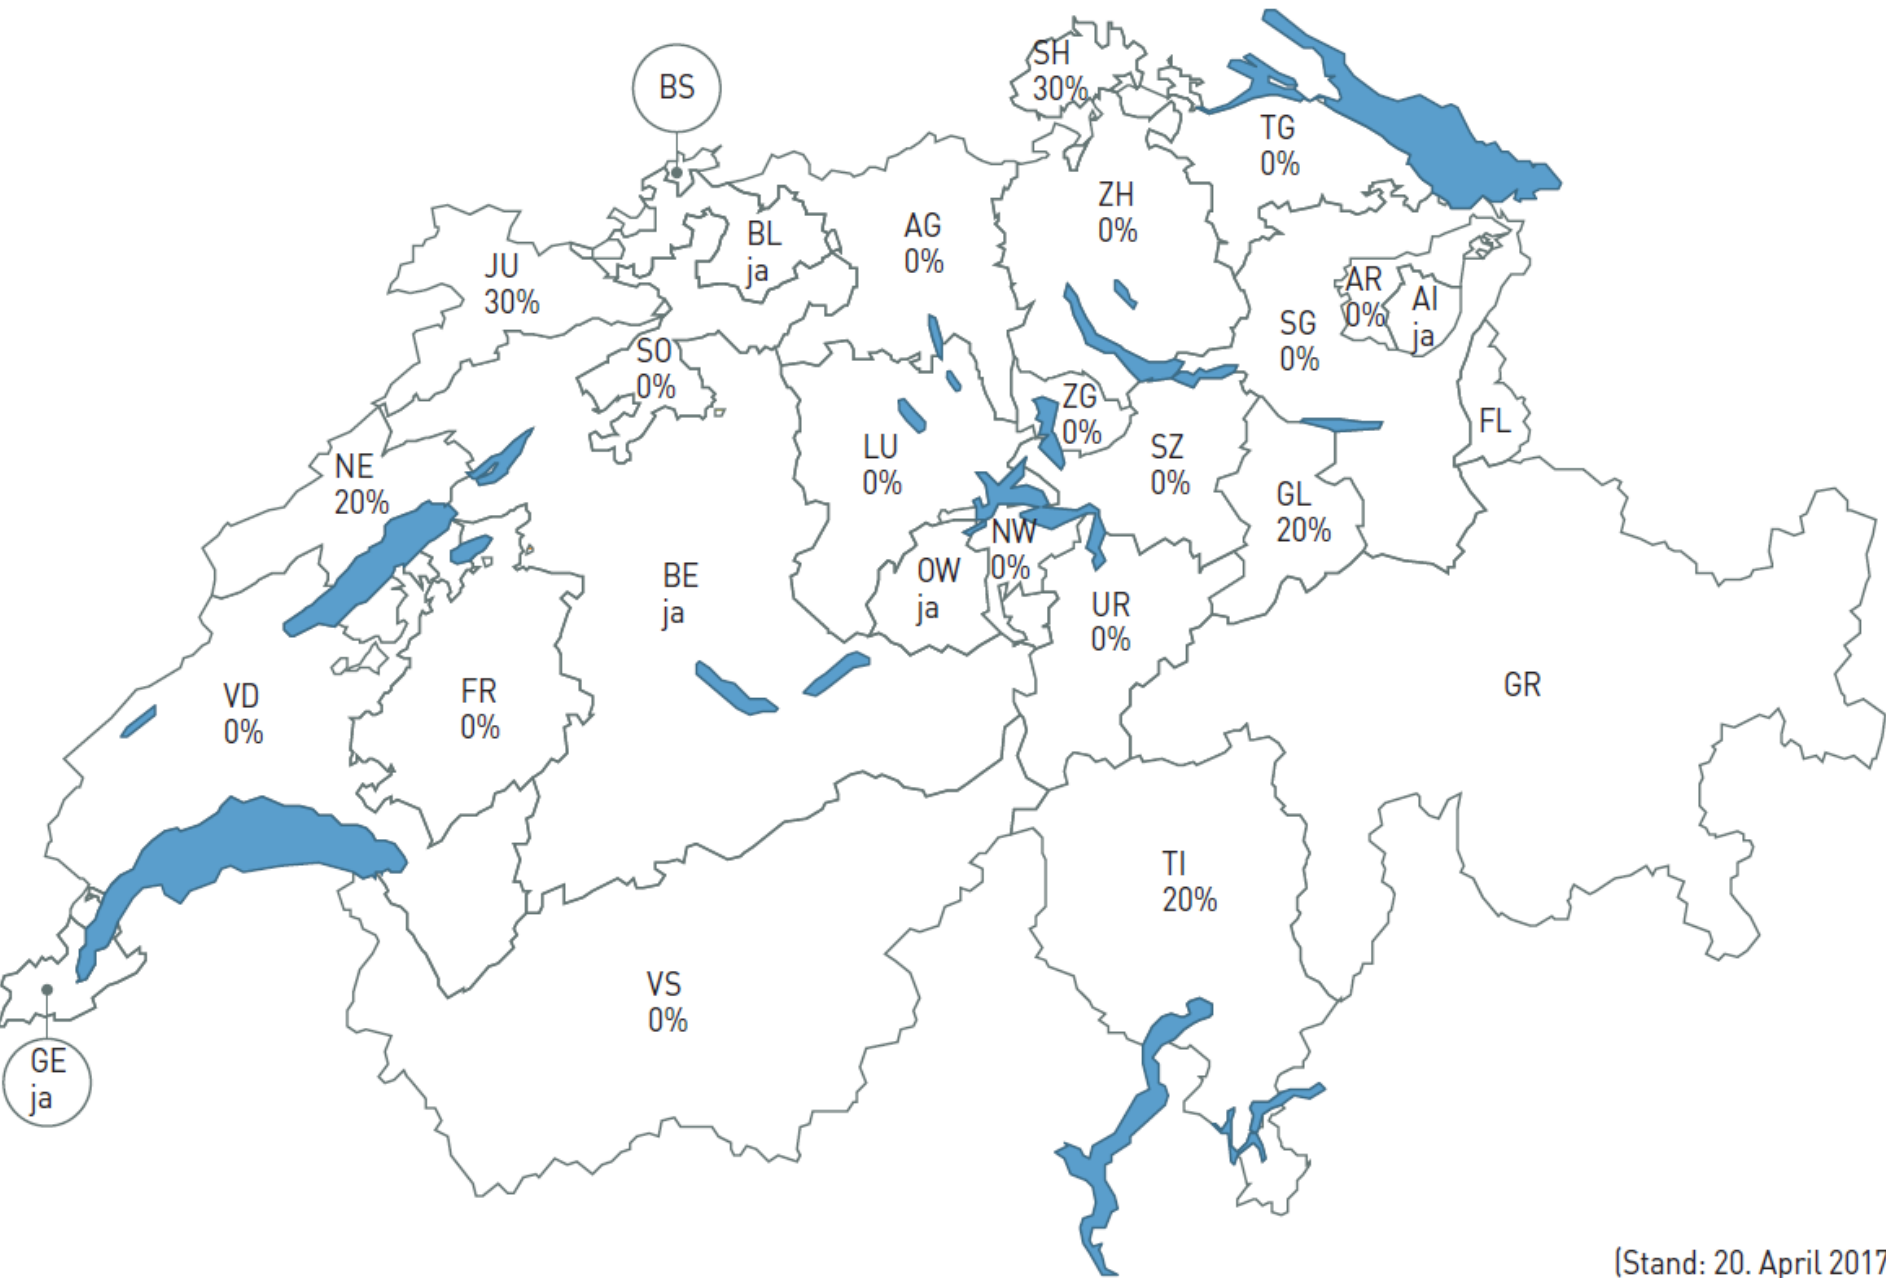 SH
30%
BS
TG
0%
ZH
0%
AG
0%
BL
ja
JU
30%
AR
0%
AI
ja
SG
0%
SO
0%
ZG
0%
FL
LU
0%
SZ
0%
NE
20%
GL
20%
NW
0%
OW
ja
BE
ja
UR
0%
GR
VD
0%
FR
0%
TI
20%
VS
0%
GE
ja
(Stand: 20. April 2017